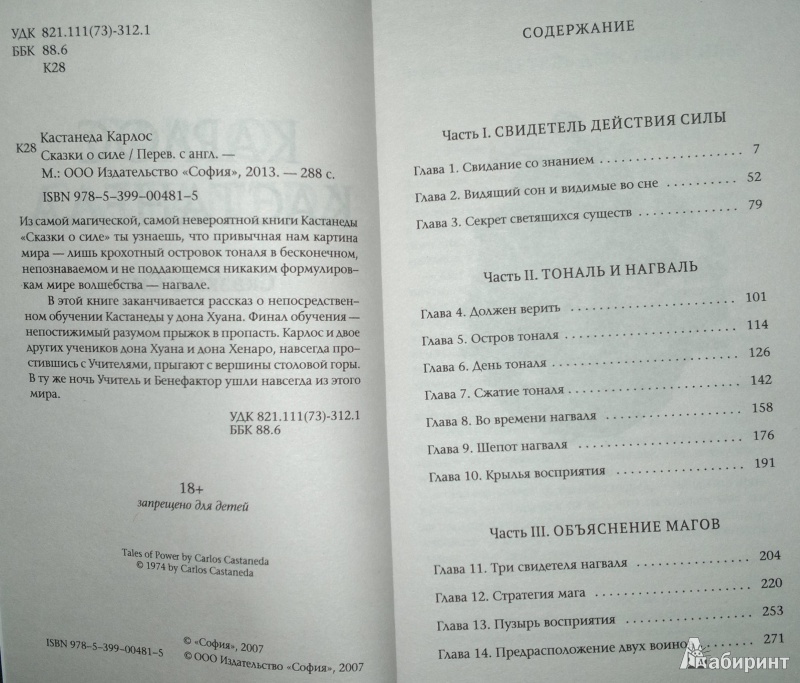 УДК 821.111(73)-312.1
ББК 88.6
К28
К28 Кастанеда Карлос
Сказки о силе / Перев. с англ. —
М.: ООО Издательство «София», 2013. — 288 с.
ISBN 978–5–399–00481–5
Из самой магической, самой невероятной книги Кастанеды
«Сказки о силе» ты узнаешь, что привычная нам картина
мира — лишь крохотный островок тоналя в бесконечном,
непознаваемом и не поддающемся никаким формулиров-
кам мире волшебства — нагвале.
В этой книге заканчивается рассказ о непосредствен-
ном обучении Кастанеды у дона Хуана. Финал обучения —
непостижимый разумом прыжок в пропасть. Карлос и двое
других учеников дона Хуана и дона Хенаро, навсегда про-
стившись с Учителями, прыгают с вершины столовой горы.
В ту же ночь Учитель и Бенефактор ушли навсегда из этого
мира.
УДК 821.111(73)-312.1
ББК 88.6
18+
запрещено для детей
Tales of Power by Carlos Castaneda
© 1974 by Carlos Castaneda
© «София», 2007
ISBN 978–5–399–00481–5 © ООО Издательство «София», 2007
СОДЕРЖАНИЕ
Часть I. СВИДЕТЕЛЬ ДЕЙСТВИЯ СИЛЫ
Глава 1. Свидание со знанием . . . . . . . . . . . . . . . . 7
Глава 2. Видящий сон и видимые во сне . . . . . . . . . 52
Глава 3. Секрет светящихся существ . . . . . . . . . . . 79
Часть II. ТОНАЛЬ И НАГВАЛЬ
Глава 4. Должен верить . . . . . . . . . . . . . . . . . . 101
Глава 5. Остров тоналя . . . . . . . . . . . . . . . . . . 114
Глава 6. День тоналя . . . . . . . . . . . . . . . . . . . 126
Глава 7. Сжатие тоналя . . . . . . . . . . . . . . . . . . 142
Глава 8. Во времени нагваля . . . . . . . . . . . . . . . 158
Глава 9. Шепот нагваля . . . . . . . . . . . . . . . . . . 176
Глава 10. Крылья восприятия . . . . . . . . . . . . . . 191
Часть III. ОБЪЯСНЕНИЕ МАГОВ
Глава 11. Три свидетеля нагваля . . . . . . . . . . . . . 204
Глава 12. Стратегия мага . . . . . . . . . . . . . . . . . 220
Глава 13. Пузырь восприятия . . . . . . . . . . . . . . 253
Глава 14. Предрасположение двух воино 271
Лабиринт